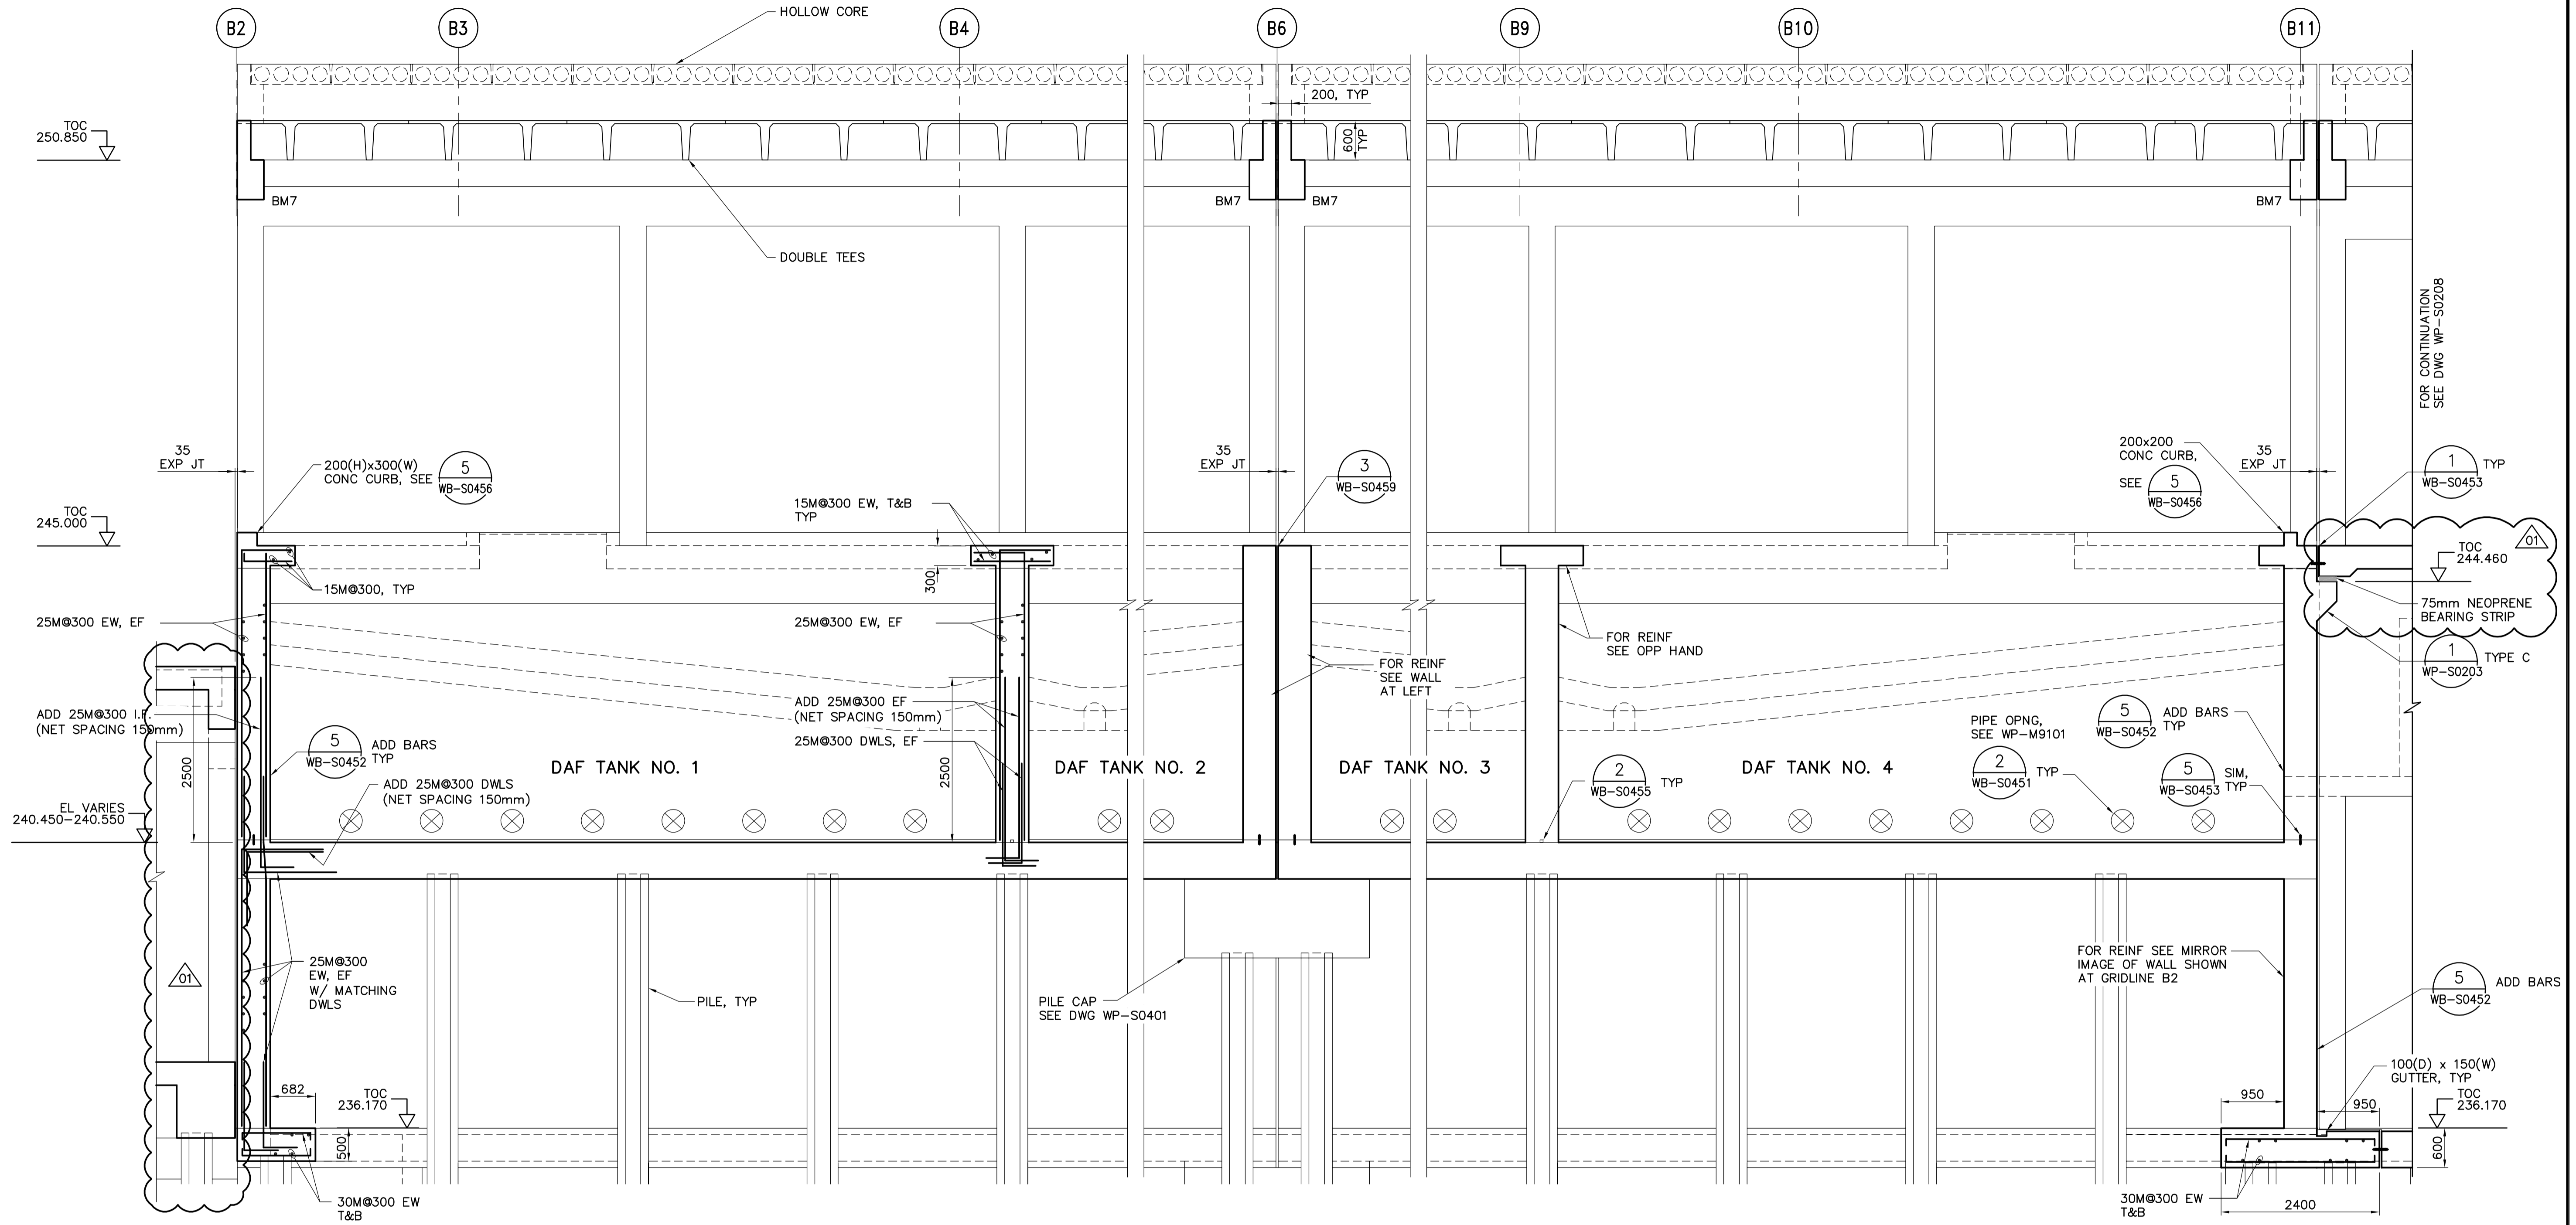 HOLLOW CORE
B2
B3
B4
B6
B9
B10
B11
200, TYP
TOC
250.850
600
TYP
BM7
BM7
BM7
BM7
DOUBLE TEES
FOR CONTINUATION
SEE DWG WP-S0208
35
EXP JT
200(H)x300(W)
CONC CURB, SEE
5
WB-S0456
15M@300 EW, T&B
TYP
35
EXP JT
3
WB-S0459
200x200
CONC CURB,
SEE
5
WB-S0456
35
EXP JT
1
WB-S0453
TYP
TOC
245.000
01
TOC
244.460
15M@300, TYP
300
75mm NEOPRENE
BEARING STRIP
25M@300 EW, EF
25M@300 EW, EF
FOR REINF
SEE OPP HAND
FOR REINF
SEE WALL
AT LEFT
1
WP-S0203
TYPE C
ADD 25M@300 I.F.
(NET SPACING 150mm)
ADD 25M@300 EF
(NET SPACING 150mm)
25M@300 DWLS, EF
5
WB-S0452
ADD BARS
TYP
2500
2500
PIPE OPNG,
SEE WP-M9101
5
WB-S0452
ADD BARS
TYP
DAF TANK NO. 1
DAF TANK NO. 2
DAF TANK NO. 3
DAF TANK NO. 4
2
WB-S0455
TYP
2
WB-S0451
TYP
5
WB-S0453
SIM,
TYP
ADD 25M@300 DWLS
(NET SPACING 150mm)
EL VARIES
240.450-240.550
01
25M@300
EW, EF
W/ MATCHING
DWLS
PILE, TYP
PILE CAP
SEE DWG WP-S0401
FOR REINF SEE MIRROR
IMAGE OF WALL SHOWN
AT GRIDLINE B2
5
WB-S0452
ADD BARS
100(D) x 150(W)
GUTTER, TYP
682
TOC
236.170
950
950
TOC
236.170
500
600
30M@300 EW
T&B
30M@300 EW
T&B
2400